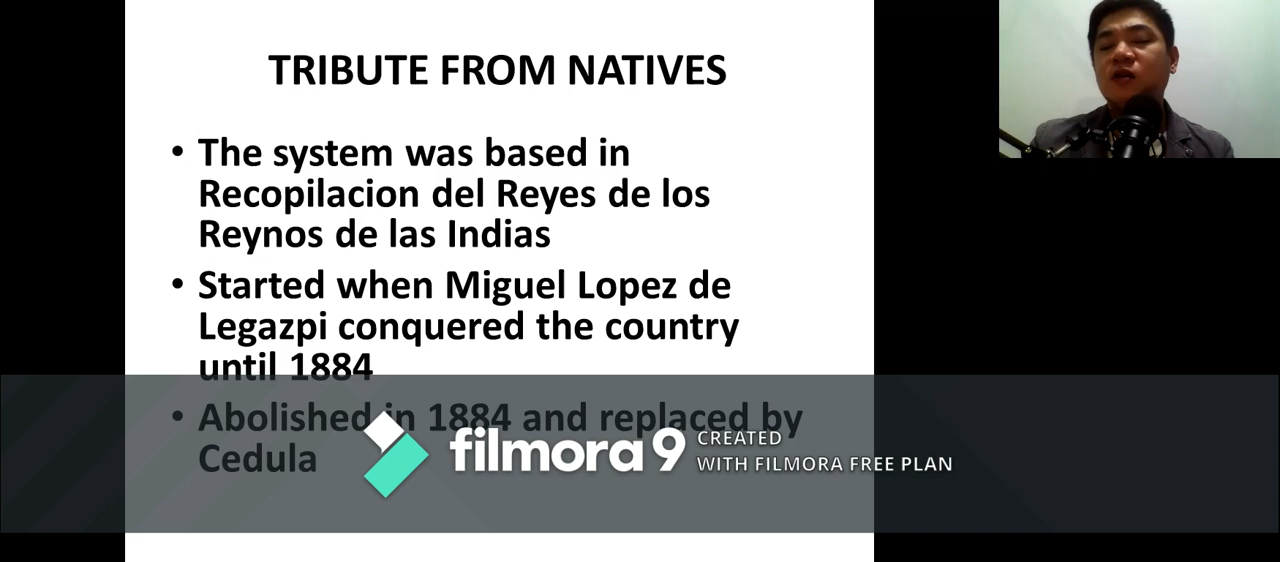 TRIBUTE FROM NATIVES
• The system was based in
Recopilacion del Reyes de los
Reynos de las Indias
• Started when Miguel Lopez de
Legazpi conquered the country
until 1884
• Abolished in 1884 and replaced by
Cedula
filmora 9
CREATED
WITH FILMORA FREE PLAN